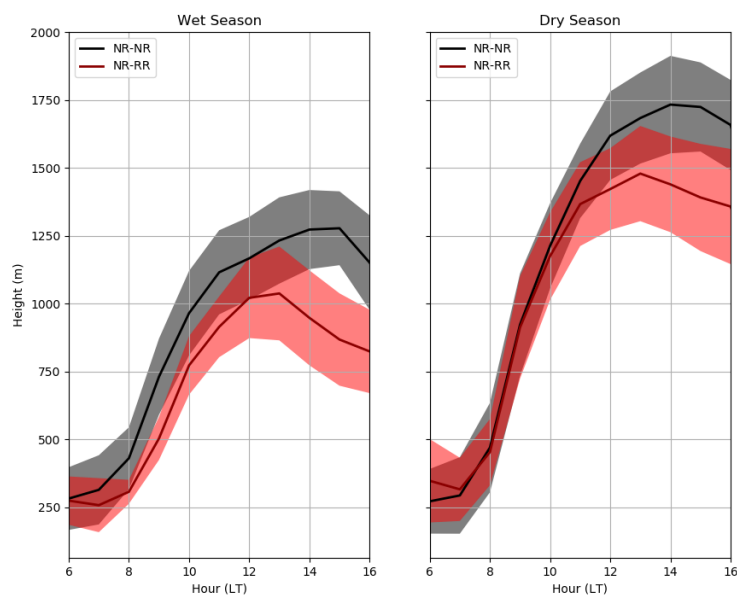 Wet Season
Dry Season
NR-NR
NR-RR
NR-NR
NR-RR
2000
1750
1500
1250
1000
750
500
250
Height (m)
6 8 10 12 14 16
6 8 10 12 14 16
Hour (LT)
Hour (LT)